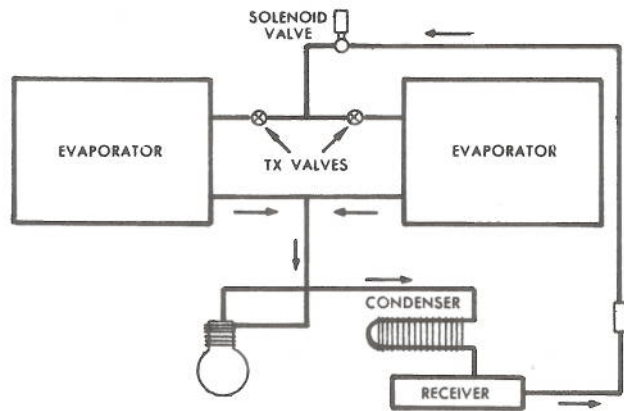 SOLENOID
VALVE
EVAPORATOR
TX VALVES
EVAPORATOR
CONDENSER
RECEIVER